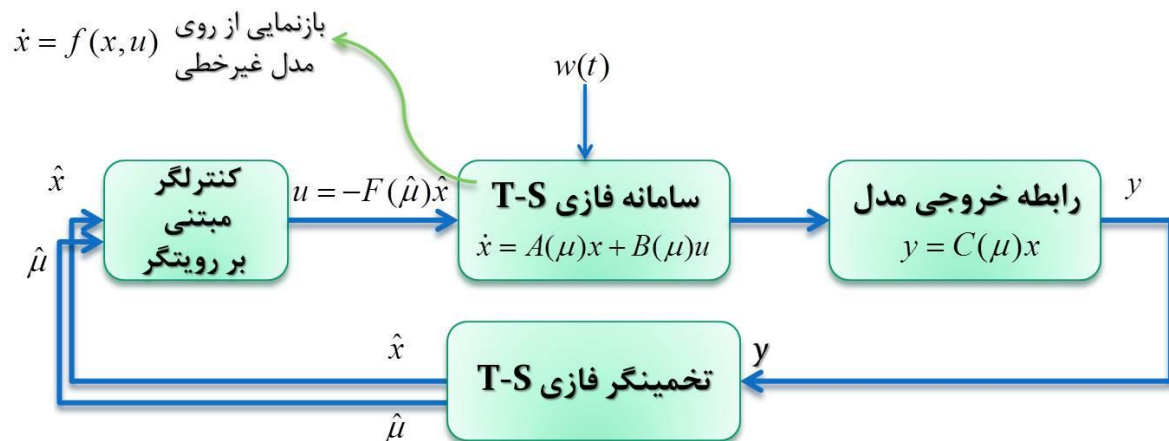 ẋ = f(x,u)
بازنمایی از روی
مدل غیرخطی
w(t)
x̂
μ̂
کنترلگر
مبتنی
بر رویتگر
u = −F(μ̂)x̂
سامانه فازی T-S
ẋ = A(μ)x + B(μ)u
رابطه خروجی مدل
y = C(μ)x
y
x̂
تخمینگر فازی T-S
y
μ̂